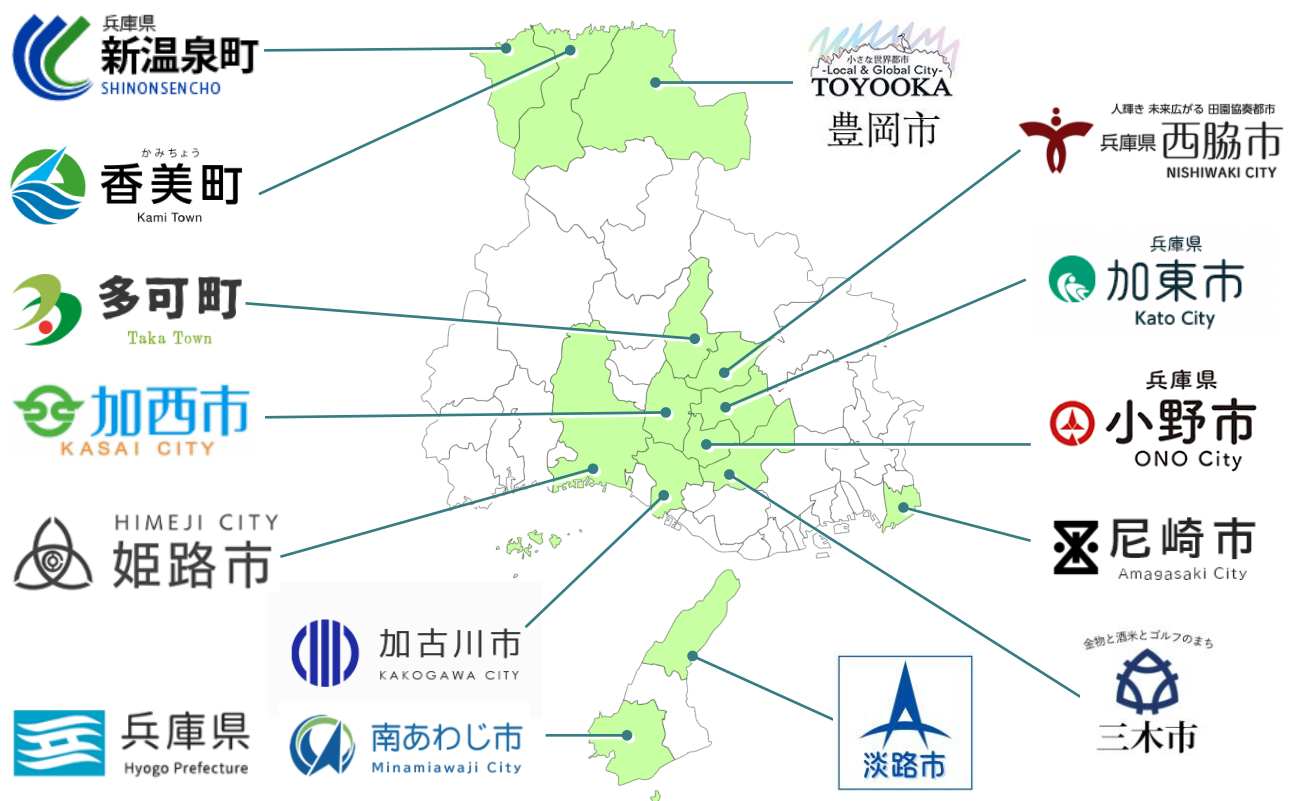 兵庫県
新温泉町
SHINONSENCHO
かみちょう
香美町
Kami Town
多可町
Taka Town
加西市
KASAI CITY
HIMEJI CITY
姫路市
加古川市
KAKOGAWA CITY
兵庫県
Hyogo Prefecture
南あわじ市
Minamiawaji City
小さな世界都市
-Local & Global City-
TOYOOKA
豊岡市
人輝き 未来広がる 田園協奏都市
兵庫県 西脇市
NISHIWAKI CITY
兵庫県
加東市
Kato City
兵庫県
小野市
ONO City
尼崎市
Amagasaki City
金物と酒米とゴルフのまち
三木市
淡路市